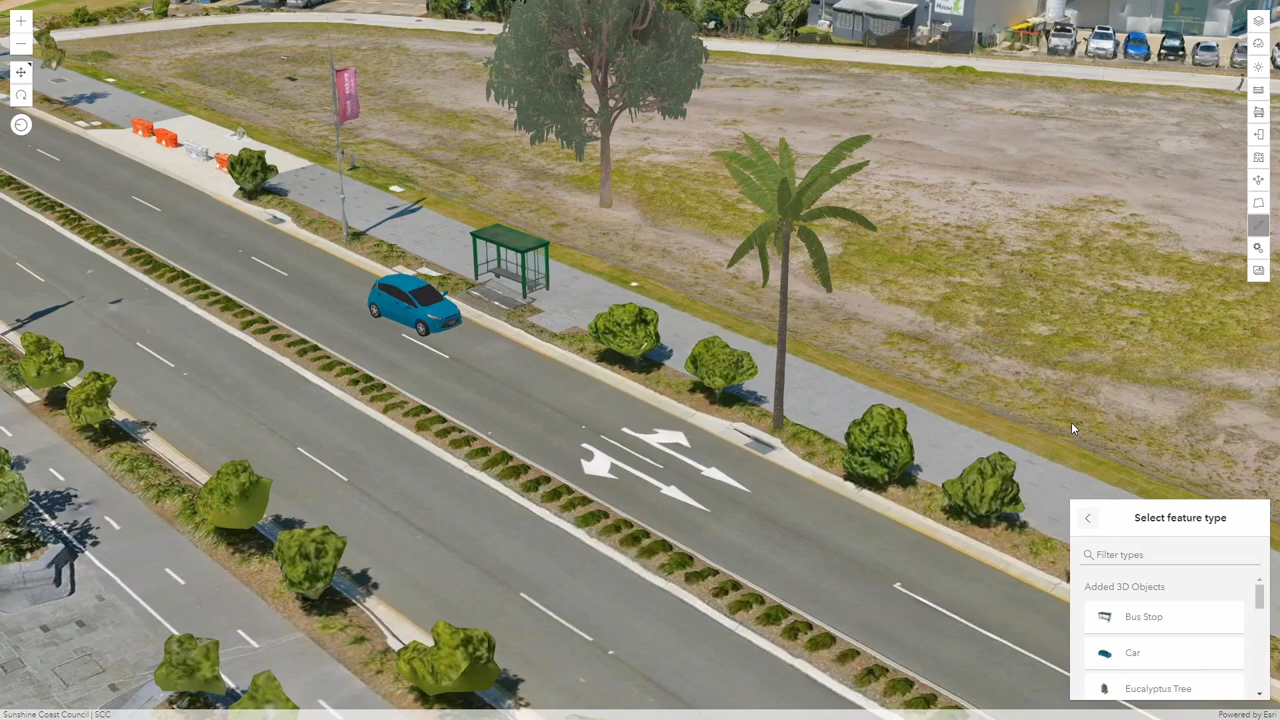 Select feature type
Filter types
Added 3D Objects
Bus Stop
Car
Eucalyptus Tree
Sunshine Coast Council | SCC
Powered by Esri